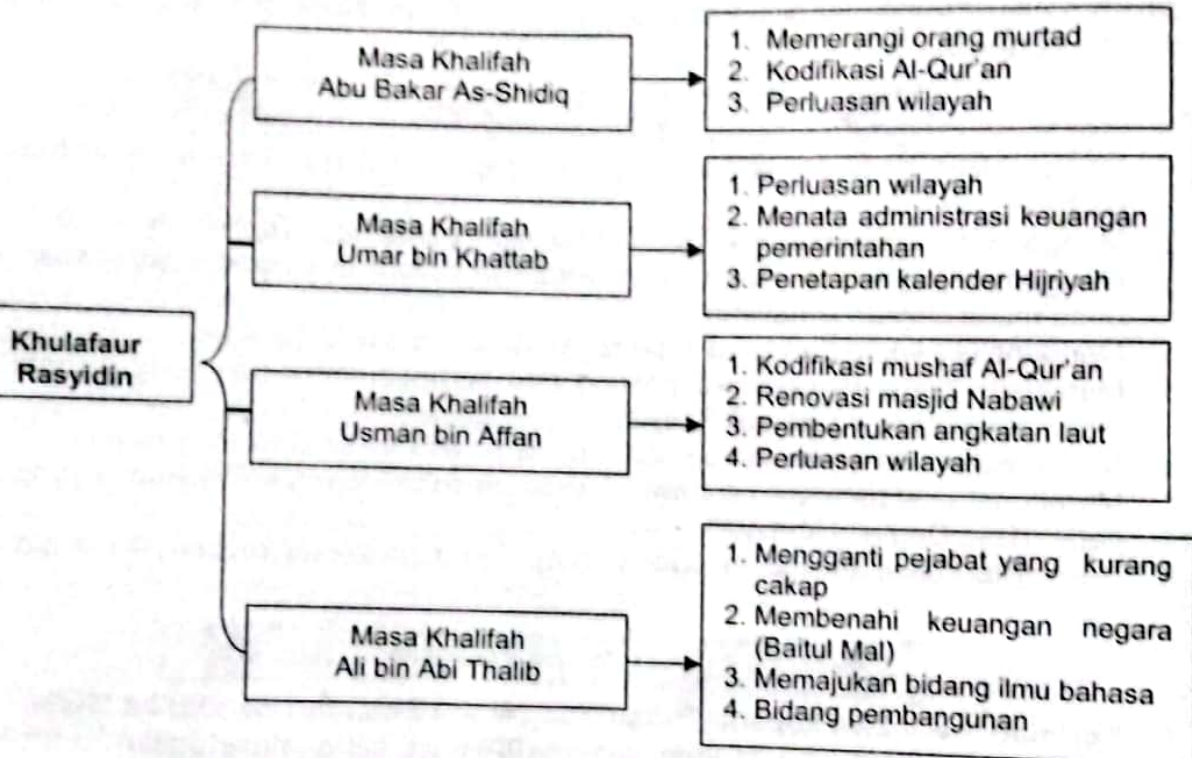 Khulafaur
Rasyidin
Masa Khalifah
Abu Bakar As-Shidiq
1. Memerangi orang murtad
2. Kodifikasi Al-Qur'an
3. Perluasan wilayah
Masa Khalifah
Umar bin Khattab
1. Perluasan wilayah
2. Menata administrasi keuangan
pemerintahan
3. Penetapan kalender Hijriyah
Masa Khalifah
Usman bin Affan
1. Kodifikasi mushaf Al-Qur'an
2. Renovasi masjid Nabawi
3. Pembentukan angkatan laut
4. Perluasan wilayah
Masa Khalifah
Ali bin Abi Thalib
1. Mengganti pejabat yang kurang
cakap
2. Membenahi keuangan negara
(Baitul Mal)
3. Memajukan bidang ilmu bahasa
4. Bidang pembangunan